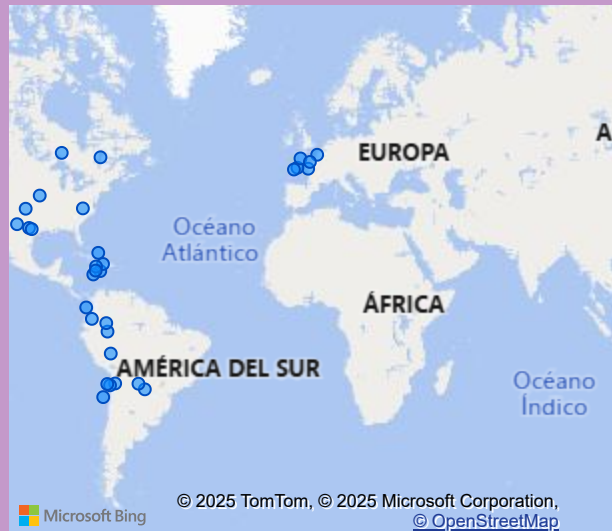 EUROPA
A
Océano
Atlántico
ÁFRICA
AMÉRICA DEL SUR
Océano
Índico
© 2025 TomTom, © 2025 Microsoft Corporation,
Microsoft Bing
© OpenStreetMap